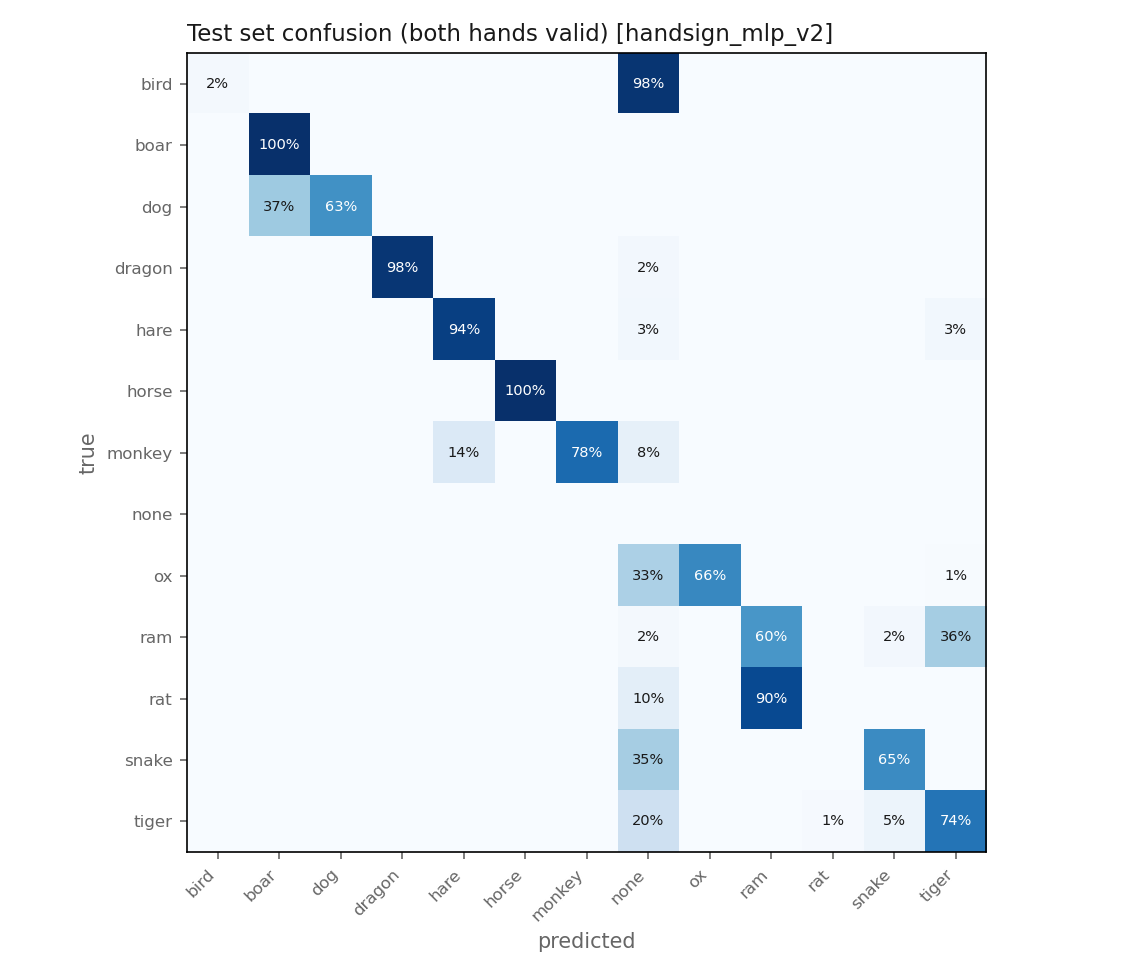 Test set confusion (both hands valid) [handsign_mlp_v2]
bird 2% 98%
boar 100%
dog 37% 63%
dragon 98% 2%
hare 94% 3% 3%
horse 100%
monkey 14% 78% 8%
none
ox 33% 66% 1%
ram 2% 60% 2% 36%
rat 10% 90%
snake 35% 65%
tiger 20% 1% 5% 74%
true
bird boar dog dragon hare horse monkey none ox ram rat snake tiger
predicted